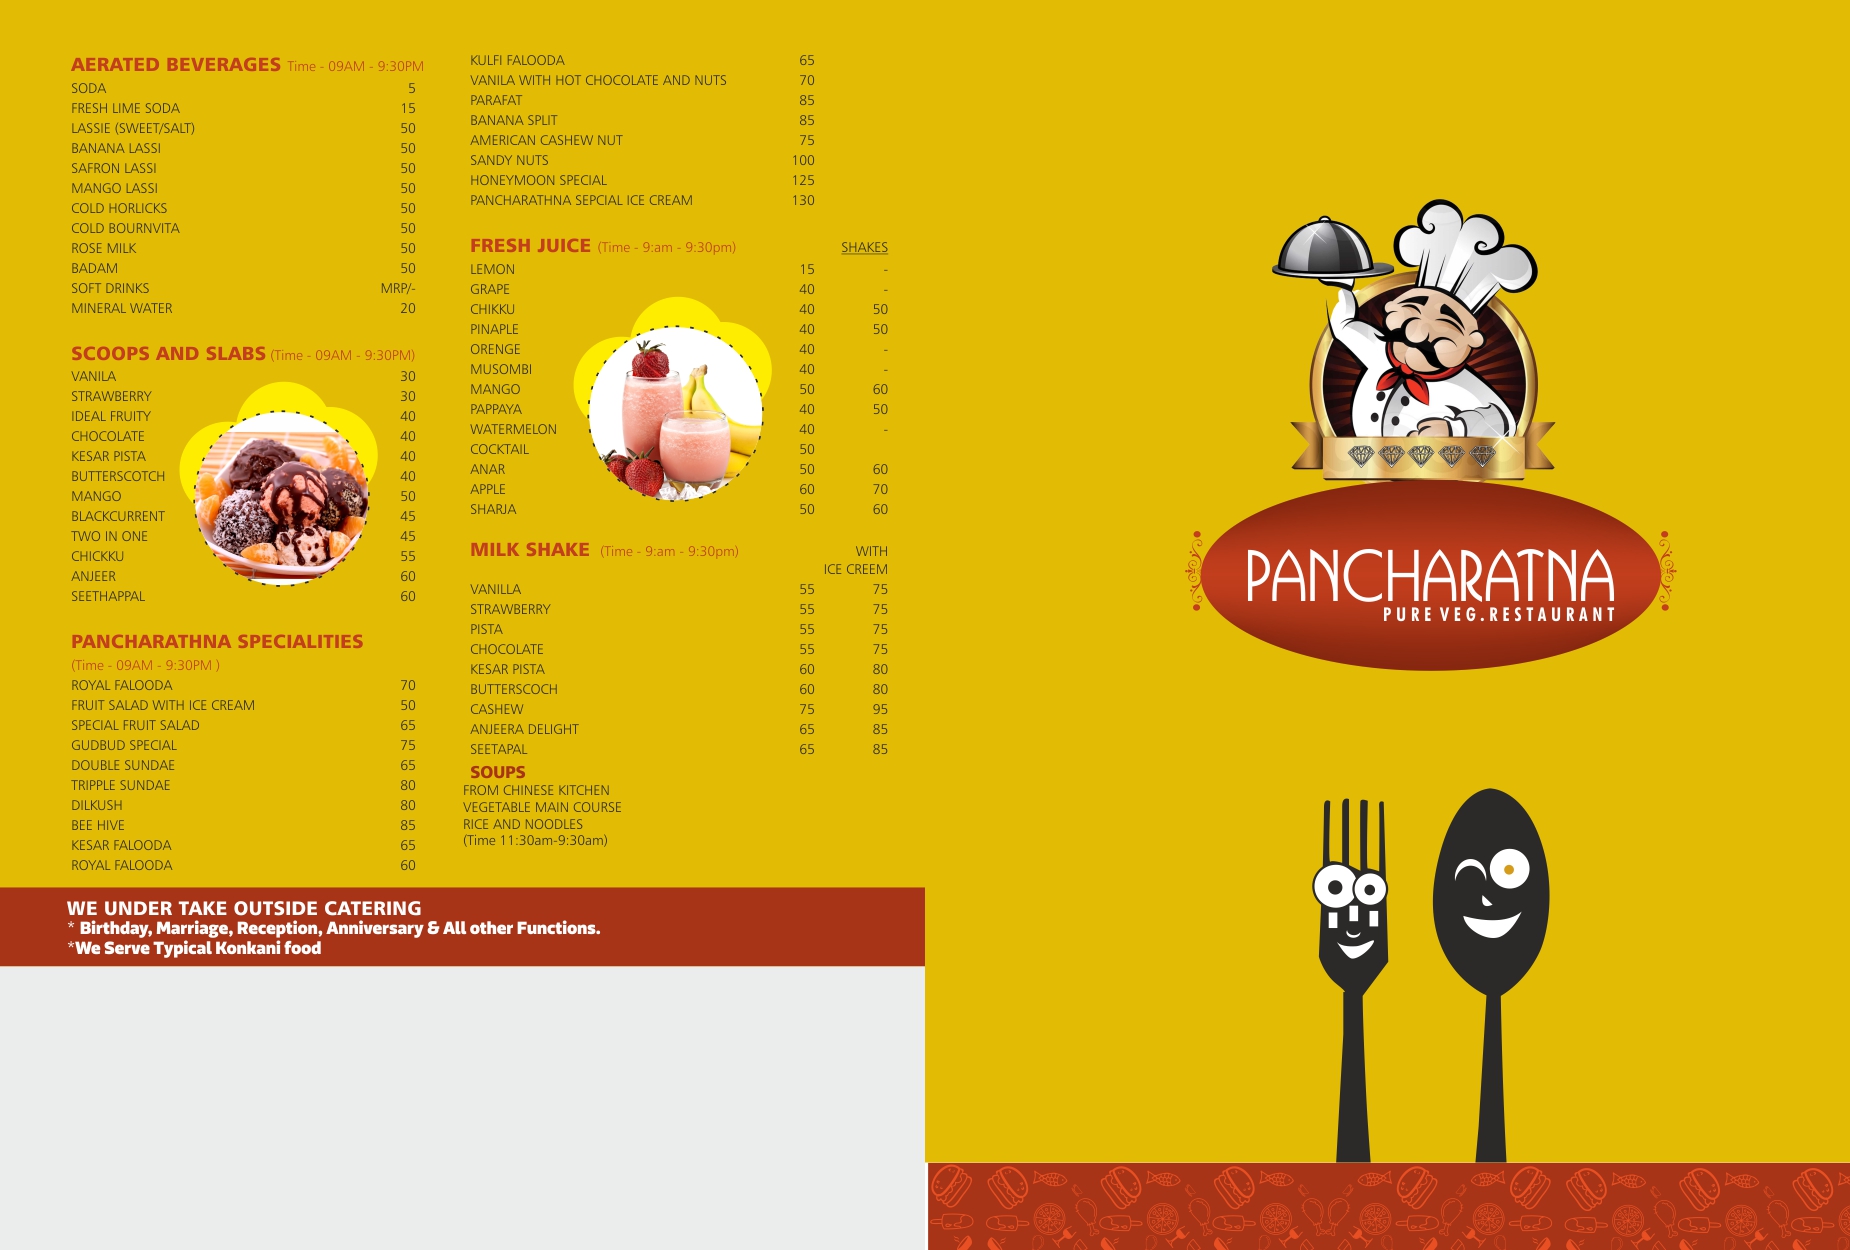 AERATED BEVERAGES Time - 09AM - 9:30PM
SODA 5
FRESH LIME SODA 15
LASSIE (SWEET/SALT) 50
BANANA LASSI 50
SAFRON LASSI 50
MANGO LASSI 50
COLD HORLICKS 50
COLD BOURNVITA 50
ROSE MILK 50
BADAM 50
SOFT DRINKS MRP/-
MINERAL WATER 20
SCOOPS AND SLABS (Time - 09AM - 9:30PM)
VANILA 30
STRAWBERRY 30
IDEAL FRUITY 40
CHOCOLATE 40
KESAR PISTA 40
BUTTERSCOTCH 40
MANGO 50
BLACKCURRENT 45
TWO IN ONE 45
CHICKKU 55
ANJEER 60
SEETHAPPAL 60
PANCHARATHNA SPECIALITIES
(Time - 09AM - 9:30PM )
ROYAL FALOODA 70
FRUIT SALAD WITH ICE CREAM 50
SPECIAL FRUIT SALAD 65
GUDBUD SPECIAL 75
DOUBLE SUNDAE 65
TRIPPLE SUNDAE 80
DILKUSH 80
BEE HIVE 85
KESAR FALOODA 65
ROYAL FALOODA 60
KULFI FALOODA 65
VANILA WITH HOT CHOCOLATE AND NUTS 70
PARAFAT 85
BANANA SPLIT 85
AMERICAN CASHEW NUT 75
SANDY NUTS 100
HONEYMOON SPECIAL 125
PANCHARATHNA SEPCIAL ICE CREAM 130
FRESH JUICE (Time - 9:am - 9:30pm) SHAKES
LEMON 15 -
GRAPE 40 -
CHIKKU 40 50
PINAPLE 40 50
ORENGE 40 -
MUSOMBI 40 -
MANGO 50 60
PAPPAYA 40 50
WATERMELON 40 -
COCKTAIL 50
ANAR 50 60
APPLE 60 70
SHARJA 50 60
MILK SHAKE (Time - 9:am - 9:30pm) WITH
ICE CREEM
VANILLA 55 75
STRAWBERRY 55 75
PISTA 55 75
CHOCOLATE 55 75
KESAR PISTA 60 80
BUTTERSCOCH 60 80
CASHEW 75 95
ANJEERA DELIGHT 65 85
SEETAPAL 65 85
SOUPS
FROM CHINESE KITCHEN
VEGETABLE MAIN COURSE
RICE AND NOODLES
(Time 11:30am-9:30am)
WE UNDER TAKE OUTSIDE CATERING
* Birthday, Marriage, Reception, Anniversary & All other Functions.
*We Serve Typical Konkani food
PANCHARATNA
PURE VEG.RESTAURANT